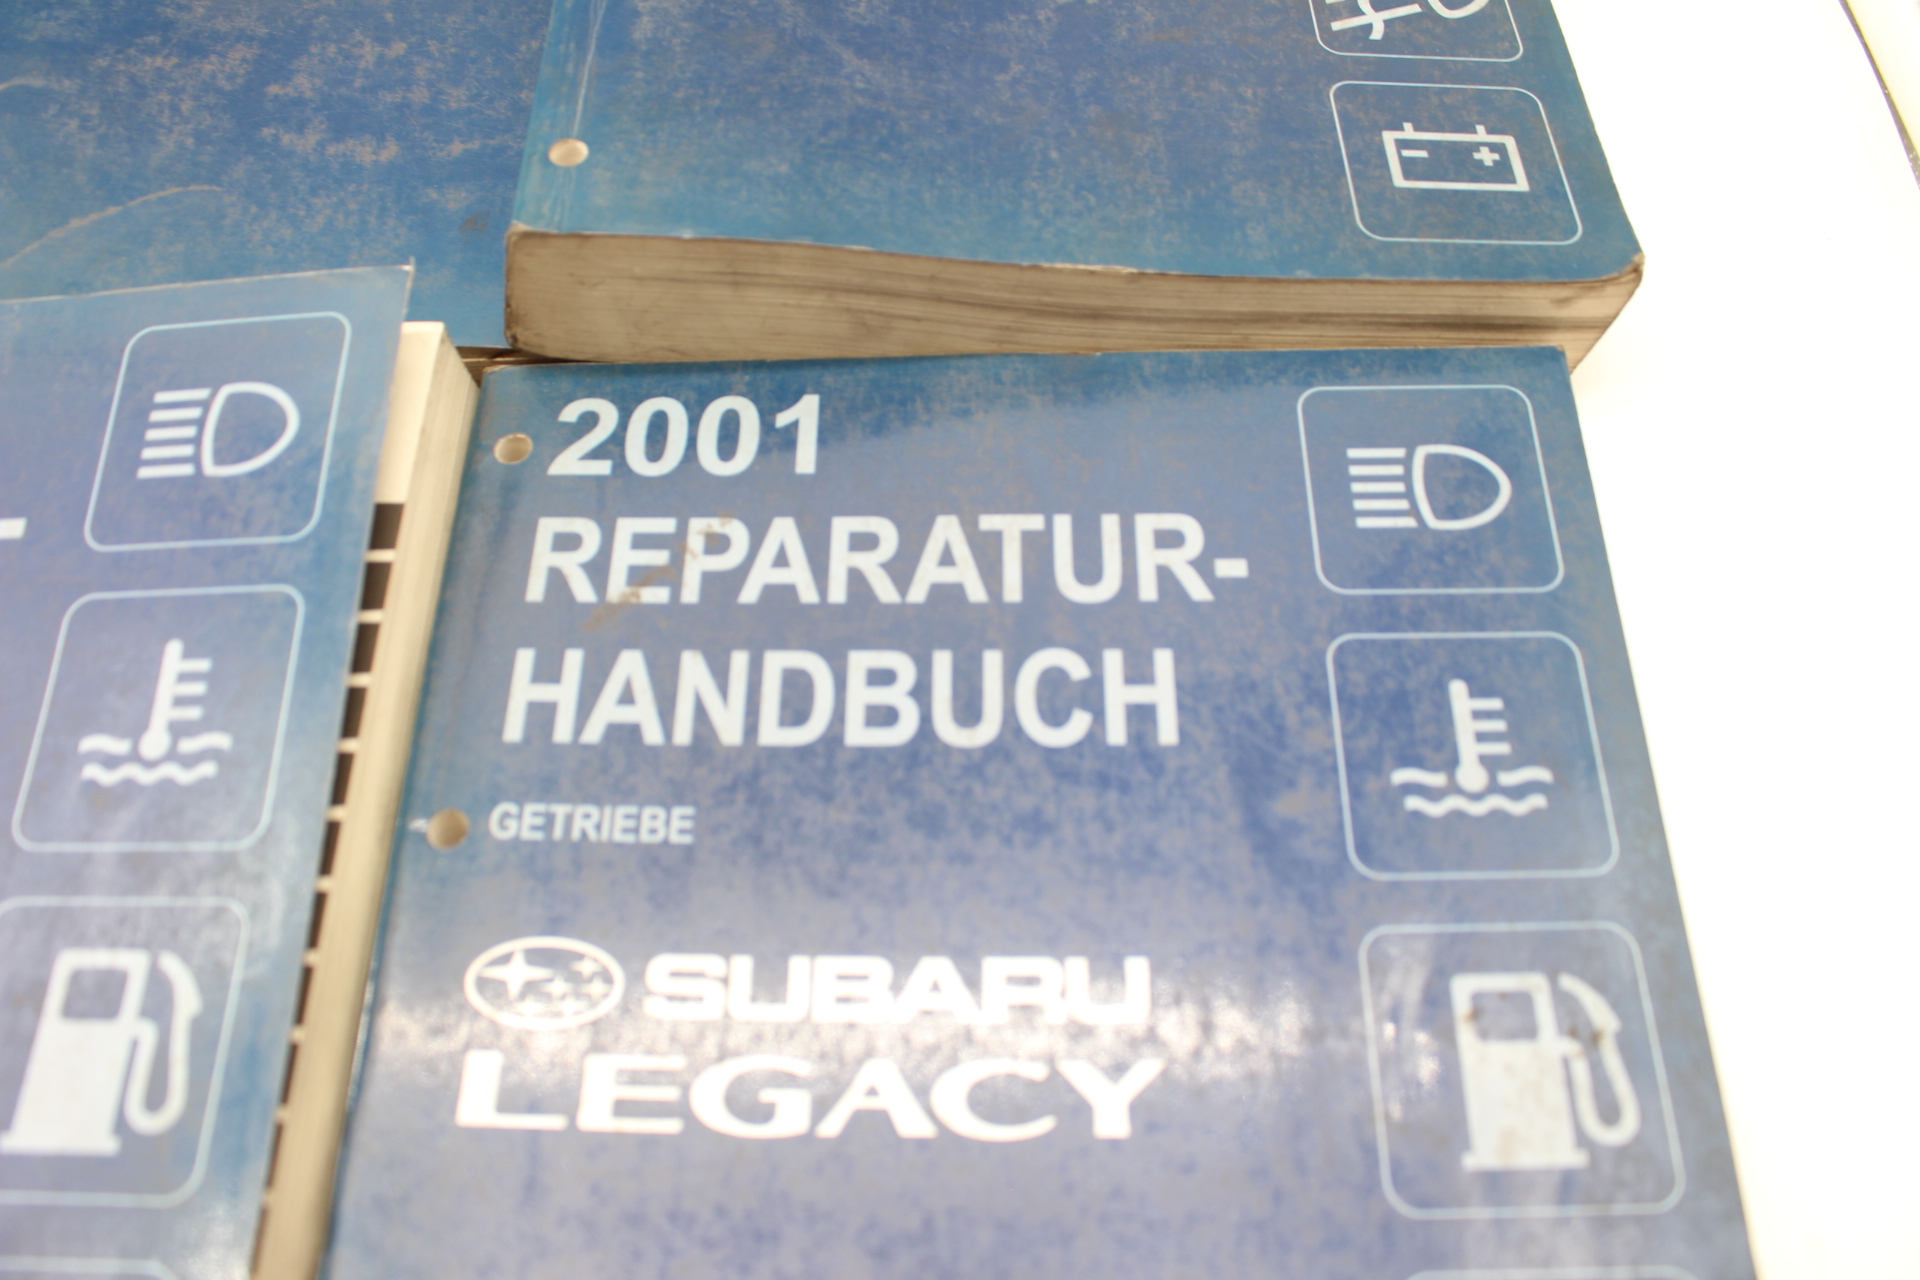 2001
REPARATUR-
HANDBUCH
GETRIEBE
SUBARU
LEGACY